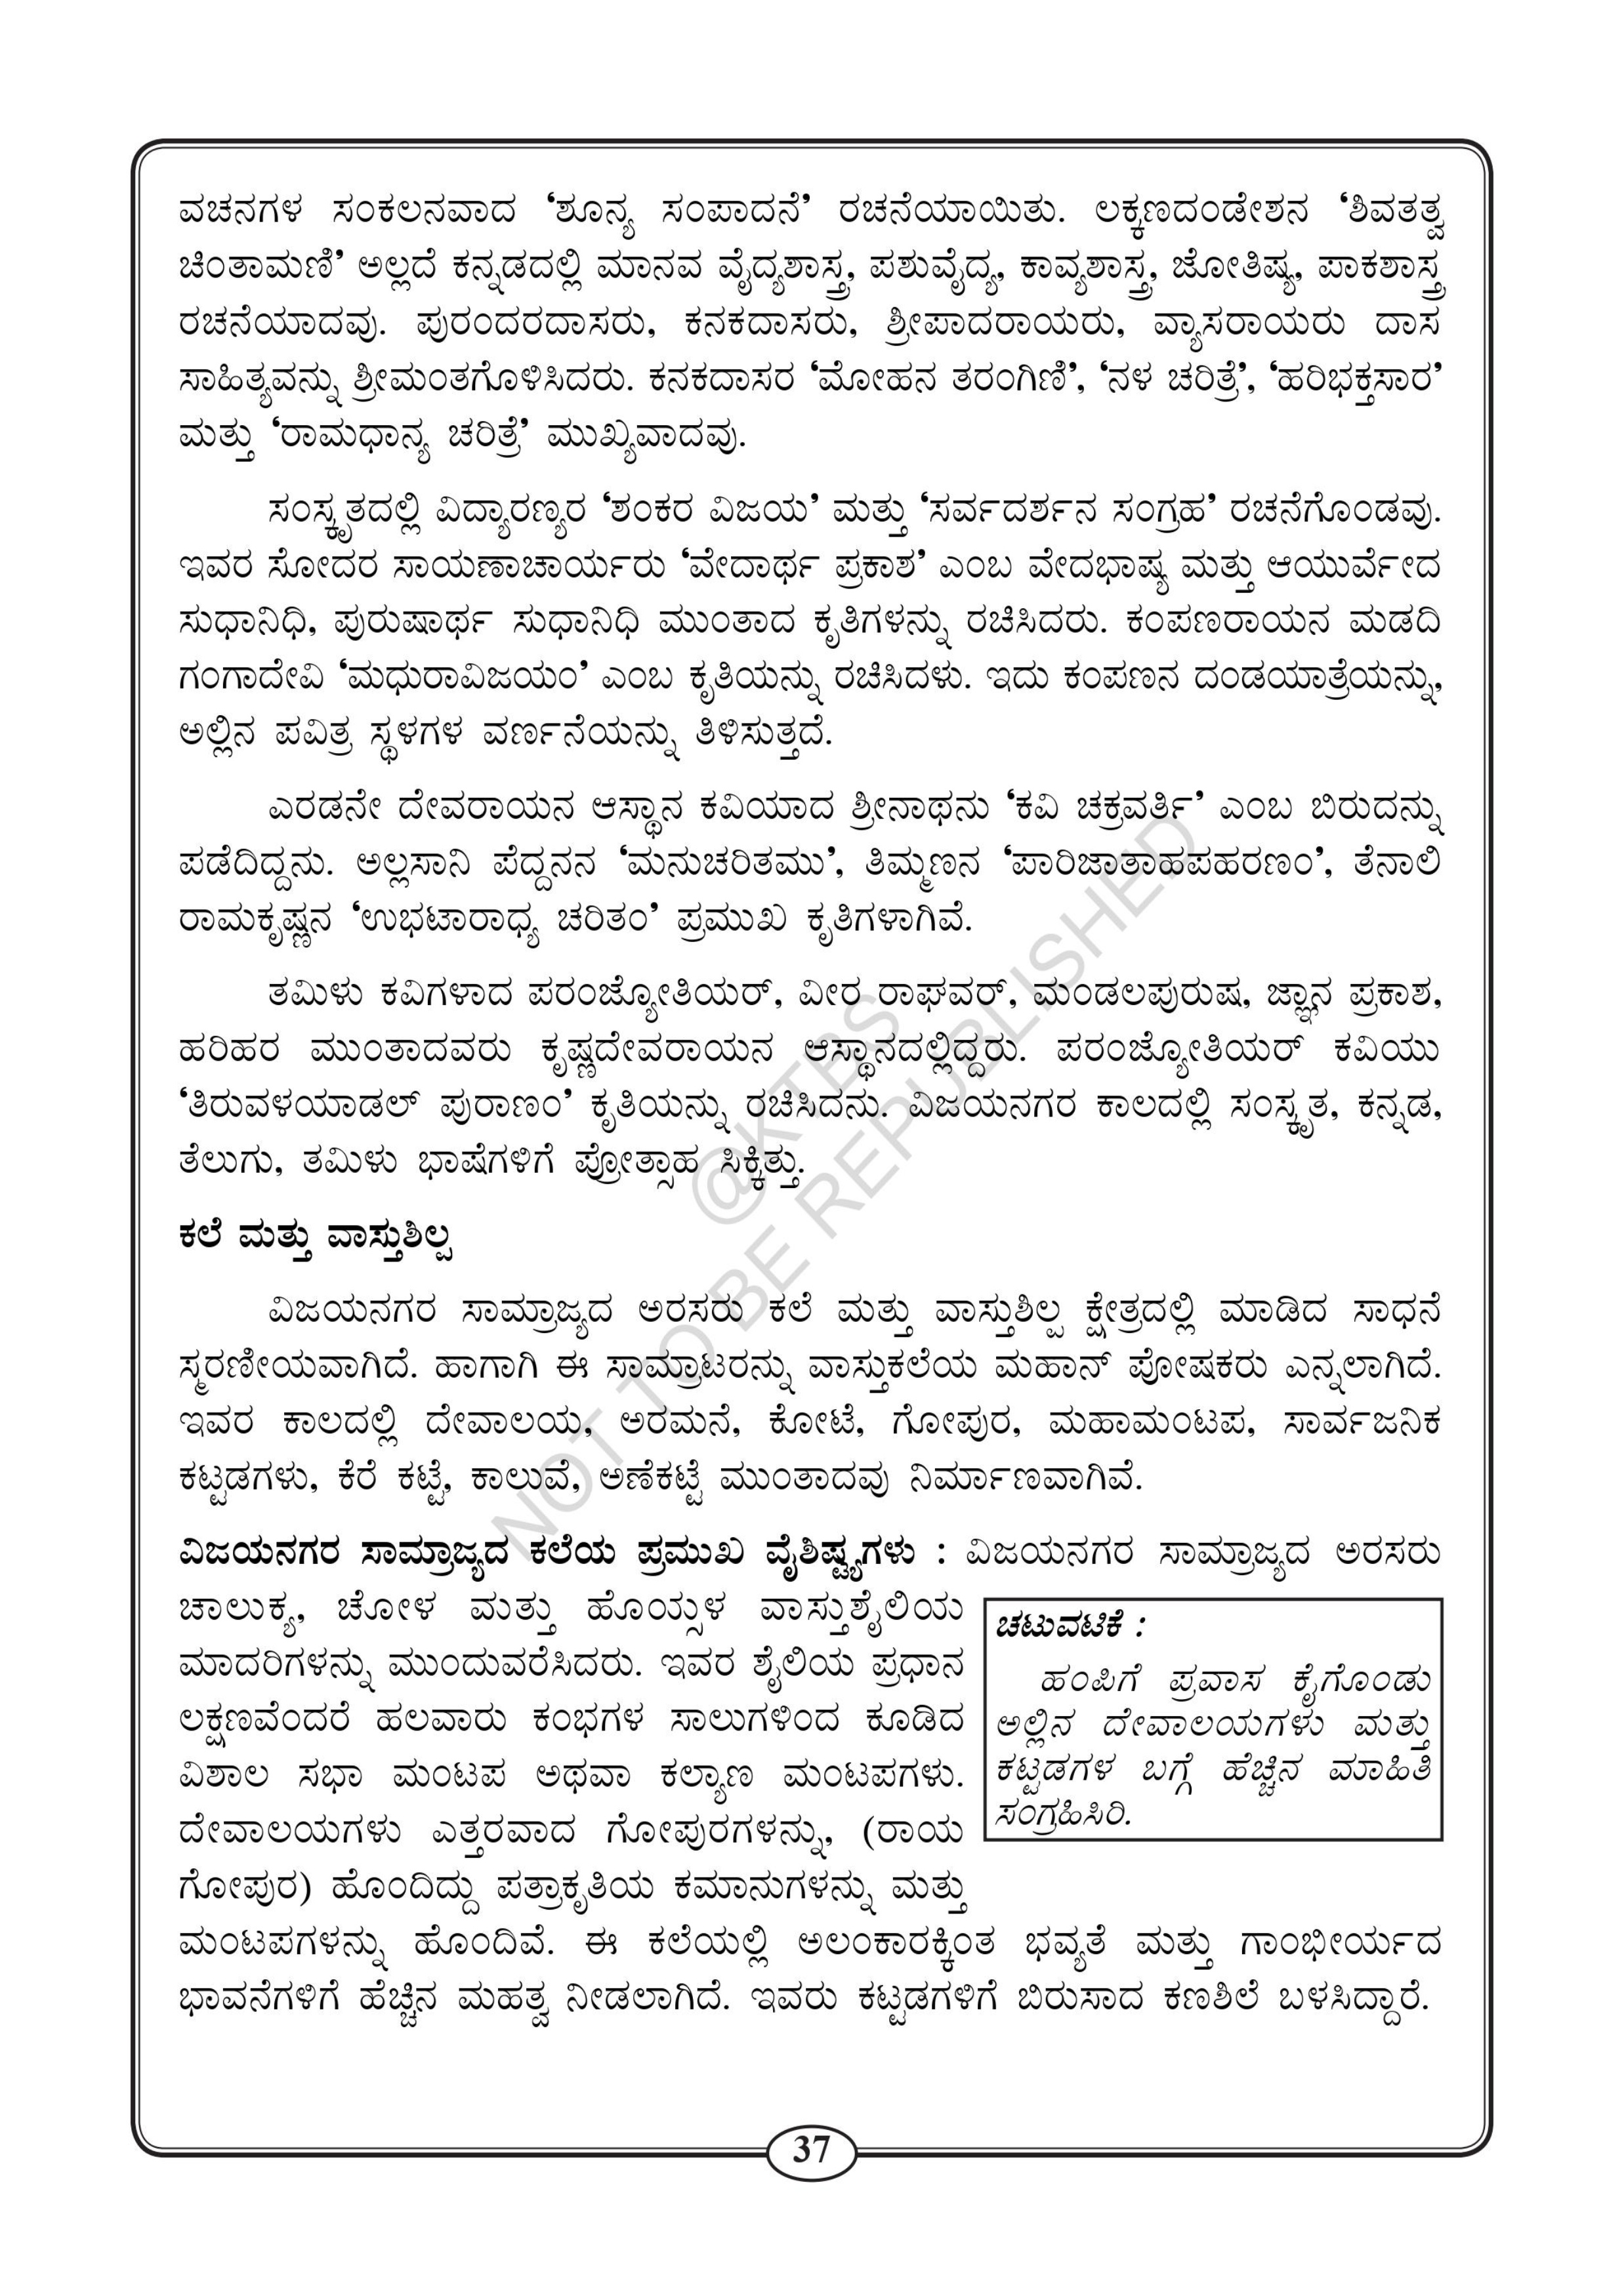 ವಚನಗಳ ಸಂಕಲನವಾದ ‘ಶೂನ್ಯ ಸಂಪಾದನೆ’ ರಚನೆಯಾಯಿತು. ಲಕ್ಕಣದಂಡೇಶನ ‘ಶಿವತತ್ವ
ಚಿಂತಾಮಣಿ’ ಅಲ್ಲದೆ ಕನ್ನಡದಲ್ಲಿ ಮಾನವ ವೈದ್ಯಶಾಸ್ತ್ರ, ಪಶುವೈದ್ಯ, ಕಾವ್ಯಶಾಸ್ತ್ರ, ಜೋತಿಷ್ಯ, ಪಾಕಶಾಸ್ತ್ರ
ರಚನೆಯಾದವು. ಪುರಂದರದಾಸರು, ಕನಕದಾಸರು, ಶ್ರೀಪಾದರಾಯರು, ವ್ಯಾಸರಾಯರು ದಾಸ
ಸಾಹಿತ್ಯವನ್ನು ಶ್ರೀಮಂತಗೊಳಿಸಿದರು. ಕನಕದಾಸರ ‘ಮೋಹನ ತರಂಗಿಣಿ’, ‘ನಳ ಚರಿತ್ರೆ’, ‘ಹರಿಭಕ್ತಸಾರ’
ಮತ್ತು ‘ರಾಮಧಾನ್ಯ ಚರಿತ್ರೆ’ ಮುಖ್ಯವಾದವು.
ಸಂಸ್ಕೃತದಲ್ಲಿ ವಿದ್ಯಾರಣ್ಯರ ‘ಶಂಕರ ವಿಜಯ’ ಮತ್ತು ‘ಸರ್ವದರ್ಶನ ಸಂಗ್ರಹ’ ರಚನೆಗೊಂಡವು.
ಇವರ ಸೋದರ ಸಾಯಣಾಚಾರ್ಯರು ‘ವೇದಾರ್ಥ ಪ್ರಕಾಶ’ ಎಂಬ ವೇದಭಾಷ್ಯ ಮತ್ತು ಆಯುರ್ವೇದ
ಸುಧಾನಿಧಿ, ಪುರುಷಾರ್ಥ ಸುಧಾನಿಧಿ ಮುಂತಾದ ಕೃತಿಗಳನ್ನು ರಚಿಸಿದರು. ಕಂಪಣರಾಯನ ಮಡದಿ
ಗಂಗಾದೇವಿ ‘ಮಧುರಾವಿಜಯಂ’ ಎಂಬ ಕೃತಿಯನ್ನು ರಚಿಸಿದಳು. ಇದು ಕಂಪಣನ ದಂಡಯಾತ್ರೆಯನ್ನು,
ಅಲ್ಲಿನ ಪವಿತ್ರ ಸ್ಥಳಗಳ ವರ್ಣನೆಯನ್ನು ತಿಳಿಸುತ್ತದೆ.
ಎರಡನೇ ದೇವರಾಯನ ಆಸ್ಥಾನ ಕವಿಯಾದ ಶ್ರೀನಾಥನು ‘ಕವಿ ಚಕ್ರವರ್ತಿ’ ಎಂಬ ಬಿರುದನ್ನು
ಪಡೆದಿದ್ದನು. ಅಲ್ಲಸಾನಿ ಪೆದ್ದನನ ‘ಮನುಚರಿತಮು’, ತಿಮ್ಮಣನ ‘ಪಾರಿಜಾತಾಹಪಹರಣಂ’, ತೆನಾಲಿ
ರಾಮಕೃಷ್ಣನ ‘ಉಭಟಾರಾಧ್ಯ ಚರಿತಂ’ ಪ್ರಮುಖ ಕೃತಿಗಳಾಗಿವೆ.
ತಮಿಳು ಕವಿಗಳಾದ ಪರಂಜ್ಯೋತಿಯರ್, ವೀರ ರಾಘವರ್, ಮಂಡಲಪುರುಷ, ಜ್ಞಾನ ಪ್ರಕಾಶ,
ಹರಿಹರ ಮುಂತಾದವರು ಕೃಷ್ಣದೇವರಾಯನ ಆಸ್ಥಾನದಲ್ಲಿದ್ದರು. ಪರಂಜ್ಯೋತಿಯರ್ ಕವಿಯು
‘ತಿರುವಳಯಾಡಲ್ ಪುರಾಣಂ’ ಕೃತಿಯನ್ನು ರಚಿಸಿದನು. ವಿಜಯನಗರ ಕಾಲದಲ್ಲಿ ಸಂಸ್ಕೃತ, ಕನ್ನಡ,
ತೆಲುಗು, ತಮಿಳು ಭಾಷೆಗಳಿಗೆ ಪ್ರೋತ್ಸಾಹ ಸಿಕ್ಕಿತ್ತು.
ಕಲೆ ಮತ್ತು ವಾಸ್ತುಶಿಲ್ಪ
ವಿಜಯನಗರ ಸಾಮ್ರಾಜ್ಯದ ಅರಸರು ಕಲೆ ಮತ್ತು ವಾಸ್ತುಶಿಲ್ಪ ಕ್ಷೇತ್ರದಲ್ಲಿ ಮಾಡಿದ ಸಾಧನೆ
ಸ್ಮರಣೀಯವಾಗಿದೆ. ಹಾಗಾಗಿ ಈ ಸಾಮ್ರಾಟರನ್ನು ವಾಸ್ತುಕಲೆಯ ಮಹಾನ್ ಪೋಷಕರು ಎನ್ನಲಾಗಿದೆ.
ಇವರ ಕಾಲದಲ್ಲಿ ದೇವಾಲಯ, ಅರಮನೆ, ಕೋಟೆ, ಗೋಪುರ, ಮಹಾಮಂಟಪ, ಸಾರ್ವಜನಿಕ
ಕಟ್ಟಡಗಳು, ಕೆರೆ ಕಟ್ಟೆ, ಕಾಲುವೆ, ಅಣೆಕಟ್ಟೆ ಮುಂತಾದವು ನಿರ್ಮಾಣವಾಗಿವೆ.
ವಿಜಯನಗರ ಸಾಮ್ರಾಜ್ಯದ ಕಲೆಯ ಪ್ರಮುಖ ವೈಶಿಷ್ಟ್ಯಗಳು : ವಿಜಯನಗರ ಸಾಮ್ರಾಜ್ಯದ ಅರಸರು
ಚಾಲುಕ್ಯ, ಚೋಳ ಮತ್ತು ಹೊಯ್ಸಳ ವಾಸ್ತುಶೈಲಿಯ
ಮಾದರಿಗಳನ್ನು ಮುಂದುವರೆಸಿದರು. ಇವರ ಶೈಲಿಯ ಪ್ರಧಾನ
ಲಕ್ಷಣವೆಂದರೆ ಹಲವಾರು ಕಂಭಗಳ ಸಾಲುಗಳಿಂದ ಕೂಡಿದ
ವಿಶಾಲ ಸಭಾ ಮಂಟಪ ಅಥವಾ ಕಲ್ಯಾಣ ಮಂಟಪಗಳು.
ದೇವಾಲಯಗಳು ಎತ್ತರವಾದ ಗೋಪುರಗಳನ್ನು, (ರಾಯ
ಗೋಪುರ) ಹೊಂದಿದ್ದು ಪತ್ರಾಕೃತಿಯ ಕಮಾನುಗಳನ್ನು ಮತ್ತು
ಮಂಟಪಗಳನ್ನು ಹೊಂದಿವೆ. ಈ ಕಲೆಯಲ್ಲಿ ಅಲಂಕಾರಕ್ಕಿಂತ ಭವ್ಯತೆ ಮತ್ತು ಗಾಂಭೀರ್ಯದ
ಭಾವನೆಗಳಿಗೆ ಹೆಚ್ಚಿನ ಮಹತ್ವ ನೀಡಲಾಗಿದೆ. ಇವರು ಕಟ್ಟಡಗಳಿಗೆ ಬಿರುಸಾದ ಕಣಶಿಲೆ ಬಳಸಿದ್ದಾರೆ.
ಚಟುವಟಿಕೆ :
ಹಂಪಿಗೆ ಪ್ರವಾಸ ಕೈಗೊಂಡು
ಅಲ್ಲಿನ ದೇವಾಲಯಗಳು ಮತ್ತು
ಕಟ್ಟಡಗಳ ಬಗ್ಗೆ ಹೆಚ್ಚಿನ ಮಾಹಿತಿ
ಸಂಗ್ರಹಿಸಿರಿ.
@KTBS
NOT TO BE REPUBLISHED
37